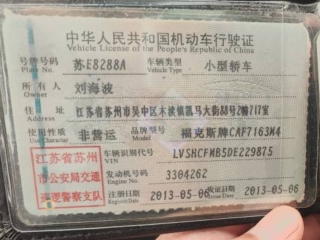 中华人民共和国机动车行驶证
Vehicle License of the People's Republic of China
号牌号码 苏E8288A 车辆类型 小型轿车
Plate No. Vehicle Type
所有人 刘海波
Owner
住址 江苏省苏州市吴中区木渎镇凯马大街88号2幢717室
Address
使用性质 非营运 品牌型号 福克斯牌CAF7163M4
江苏省苏州 车辆识别代号 LVSHCFMB5DE229875
VIN
市公安局交通 发动机号码 3304262
Engine No.
巡逻警察支队 注册日期 2013-05-06 发证日期 2013-05-06
Register Date Issue Date